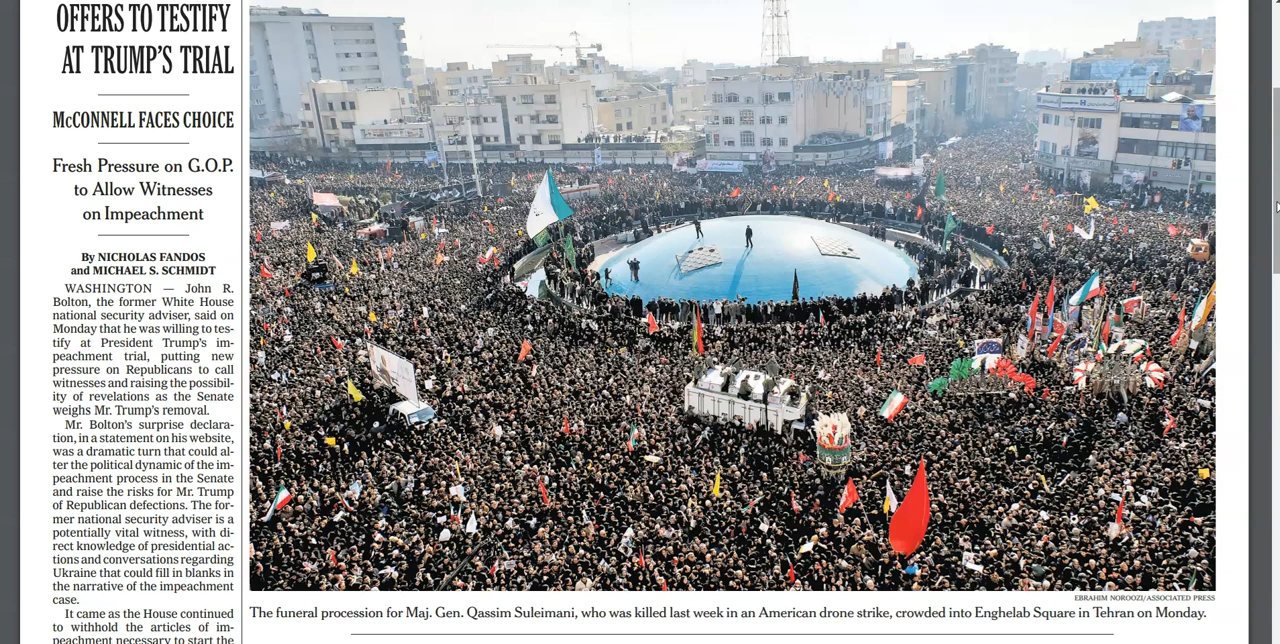 OFFERS TO TESTIFY
AT TRUMP'S TRIAL
McCONNELL FACES CHOICE
Fresh Pressure on G.O.P.
to Allow Witnesses
on Impeachment
By NICHOLAS FANDOS
and MICHAEL S. SCHMIDT
WASHINGTON — John R.
Bolton, the former White House
national security adviser, said on
Monday that he was willing to tes-
tify at President Trump's im-
peachment trial, putting new
pressure on Republicans to call
witnesses and raising the possibil-
ity of revelations as the Senate
weighs Mr. Trump's removal.
Mr. Bolton's surprise declara-
tion, in a statement on his website,
was a dramatic turn that could al-
ter the political dynamic of the im-
peachment process in the Senate
and raise the risks for Mr. Trump
of Republican defections. The for-
mer national security adviser is a
potentially vital witness, with di-
rect knowledge of presidential ac-
tions and conversations regarding
Ukraine that could fill in blanks in
the narrative of the impeachment
case.
It came as the House continued
to withhold the articles of im-
peachment necessary to start the
EBRAHIM NOROOZI/ASSOCIATED PRESS
The funeral procession for Maj. Gen. Qassim Suleimani, who was killed last week in an American drone strike, crowded into Enghelab Square in Tehran on Monday.